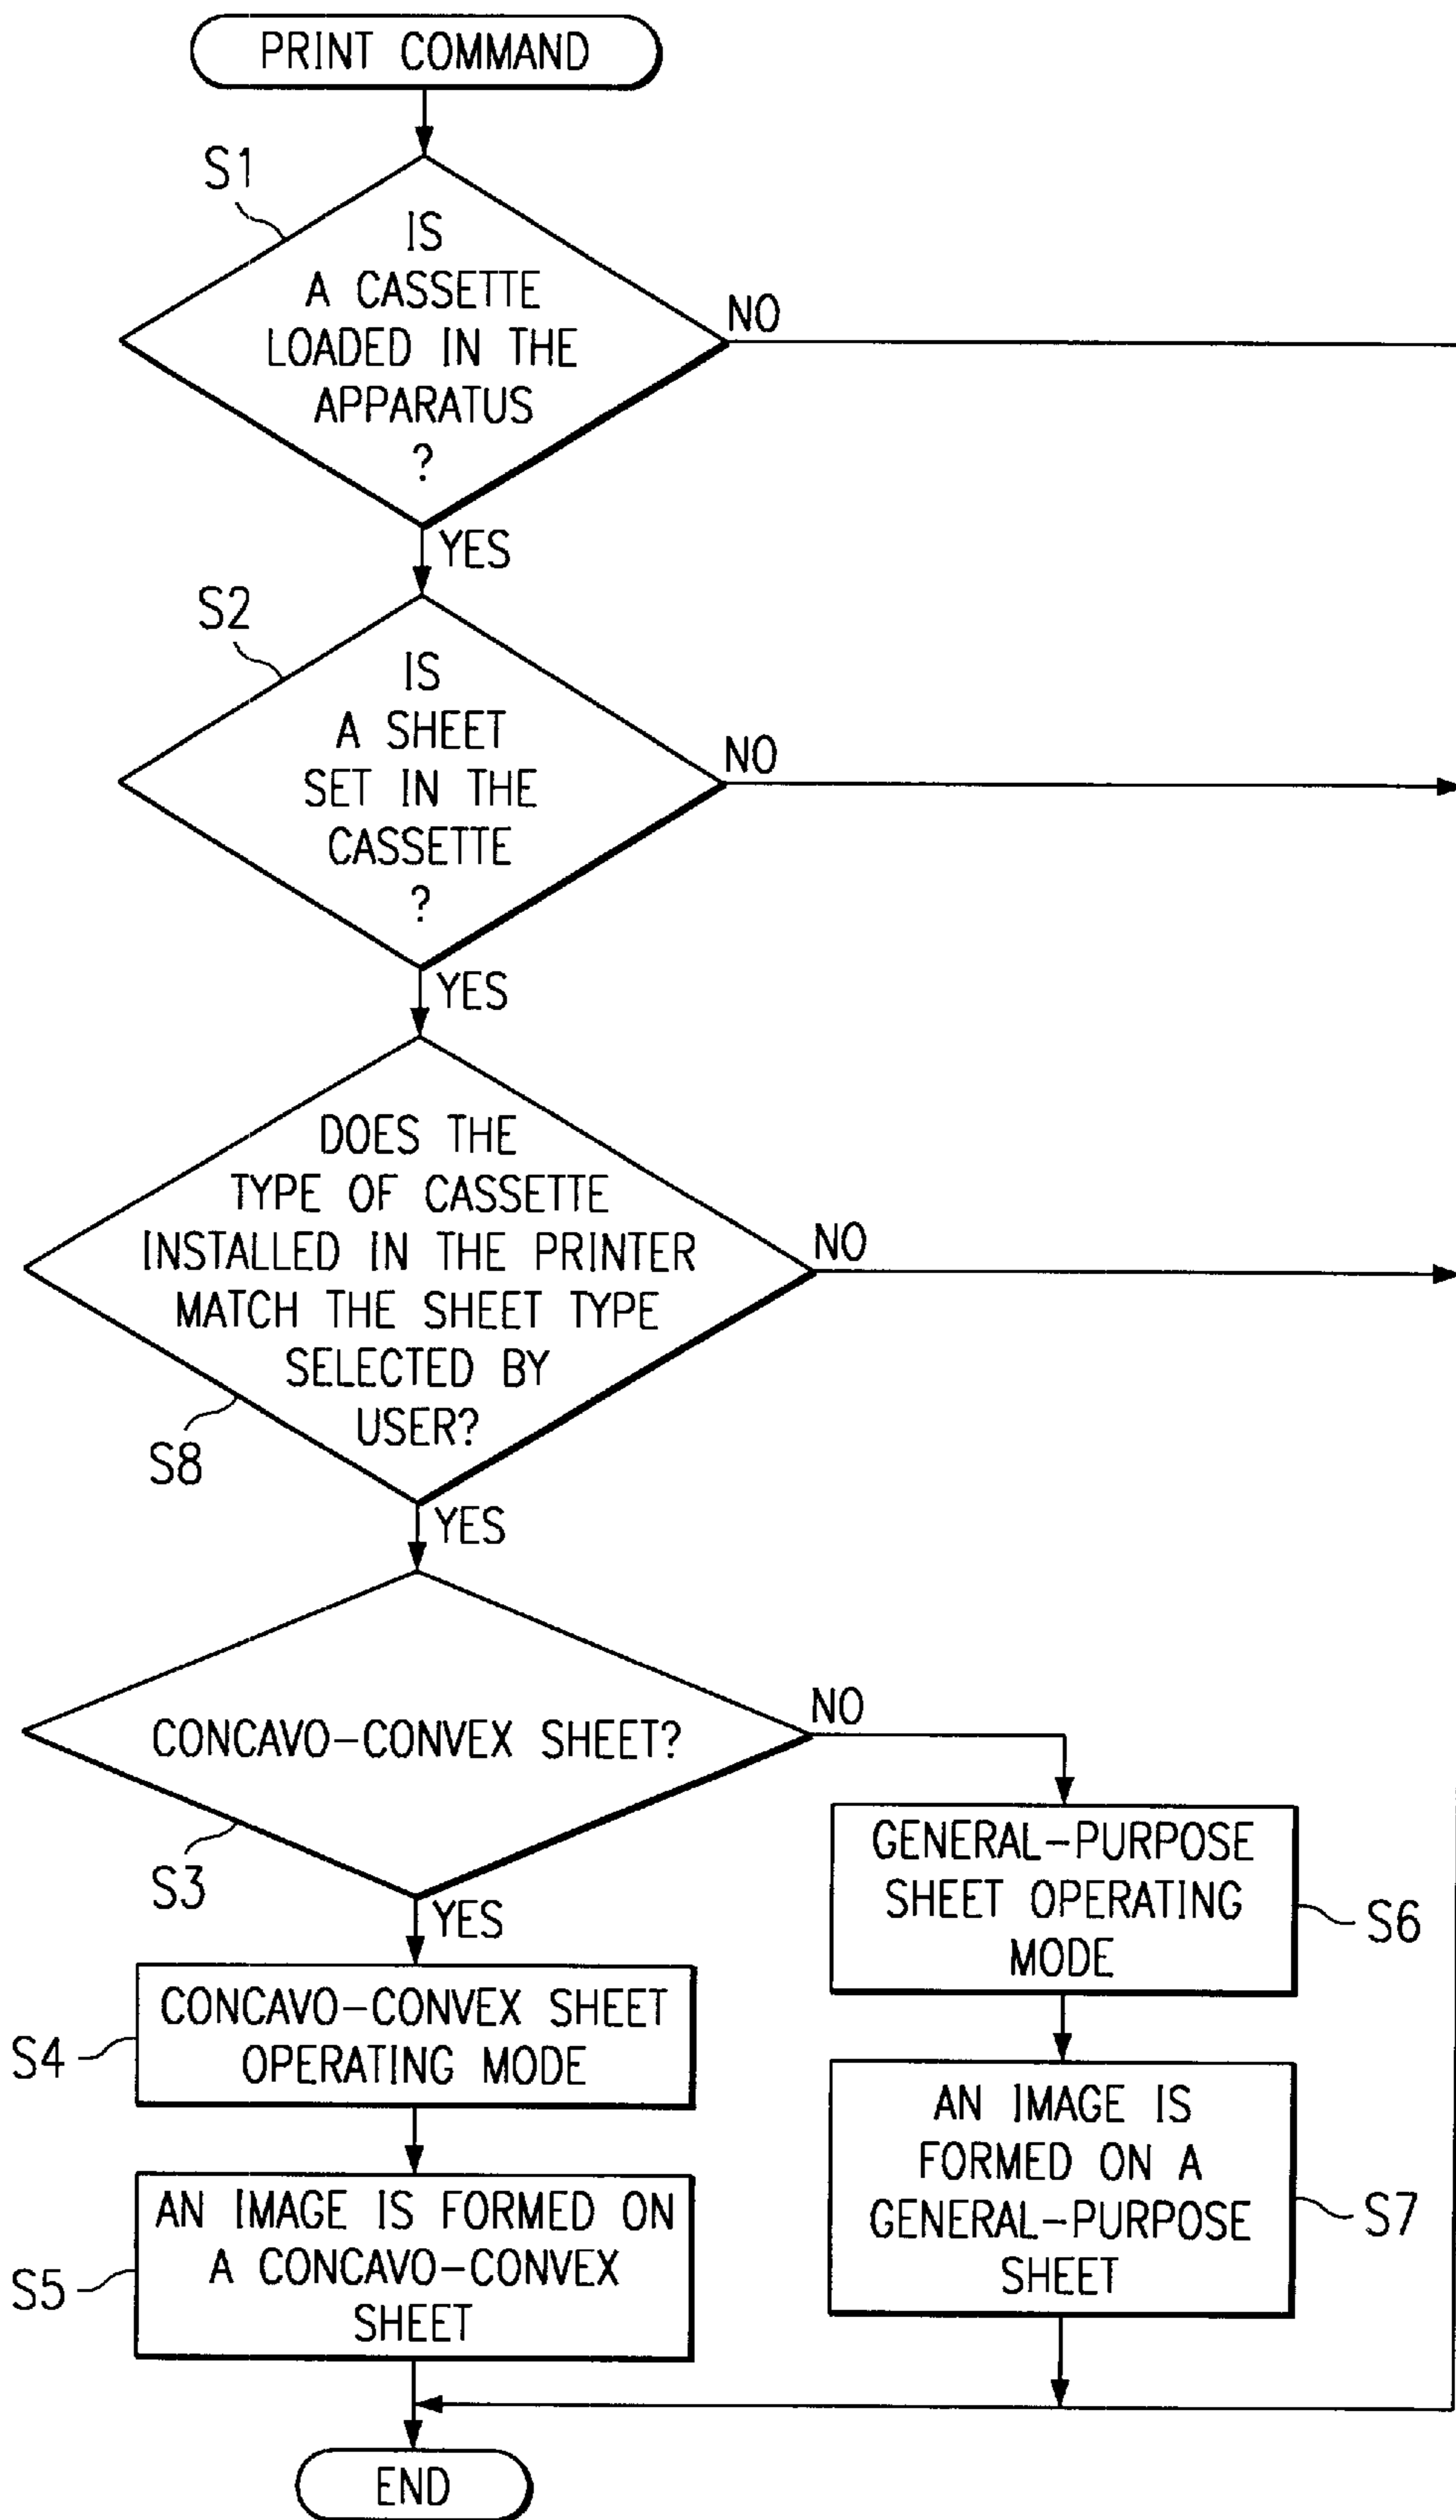 PRINT COMMAND
S1
IS
A CASSETTE
LOADED IN THE
APPARATUS
?
NO
YES
S2
IS
A SHEET
SET IN THE
CASSETTE
?
NO
YES
DOES THE
TYPE OF CASSETTE
INSTALLED IN THE PRINTER
MATCH THE SHEET TYPE
SELECTED BY
USER?
NO
S8
YES
CONCAVO-CONVEX SHEET?
NO
S3
YES
GENERAL-PURPOSE
SHEET OPERATING
MODE
S6
CONCAVO-CONVEX SHEET
OPERATING MODE
S4
AN IMAGE IS
FORMED ON A
GENERAL-PURPOSE
SHEET
S7
AN IMAGE IS FORMED ON
A CONCAVO-CONVEX
SHEET
S5
END